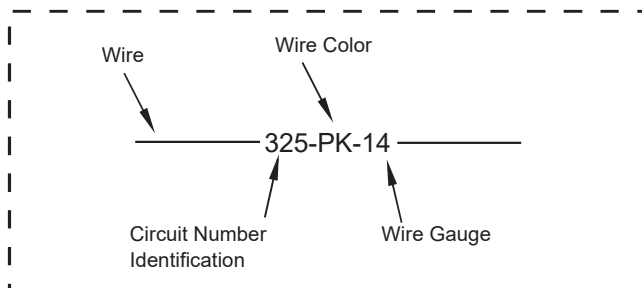 Wire Color
Wire
325-PK-14
Circuit Number
Identification
Wire Gauge